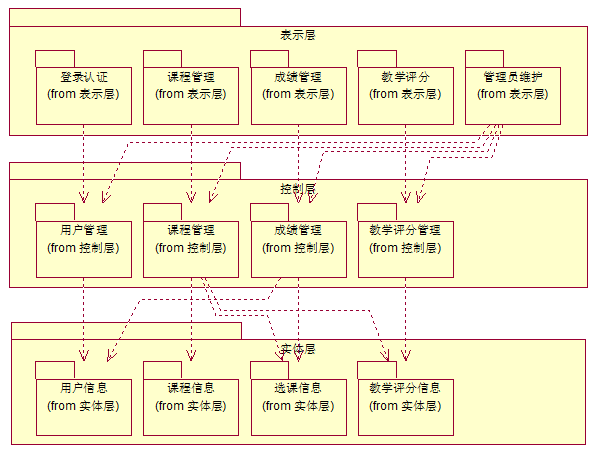 表示层
登录认证
(from 表示层)
课程管理
(from 表示层)
成绩管理
(from 表示层)
教学评分
(from 表示层)
管理员维护
(from 表示层)
控制层
用户管理
(from 控制层)
课程管理
(from 控制层)
成绩管理
(from 控制层)
教学评分管理
(from 控制层)
实体层
用户信息
(from 实体层)
课程信息
(from 实体层)
选课信息
(from 实体层)
教学评分信息
(from 实体层)